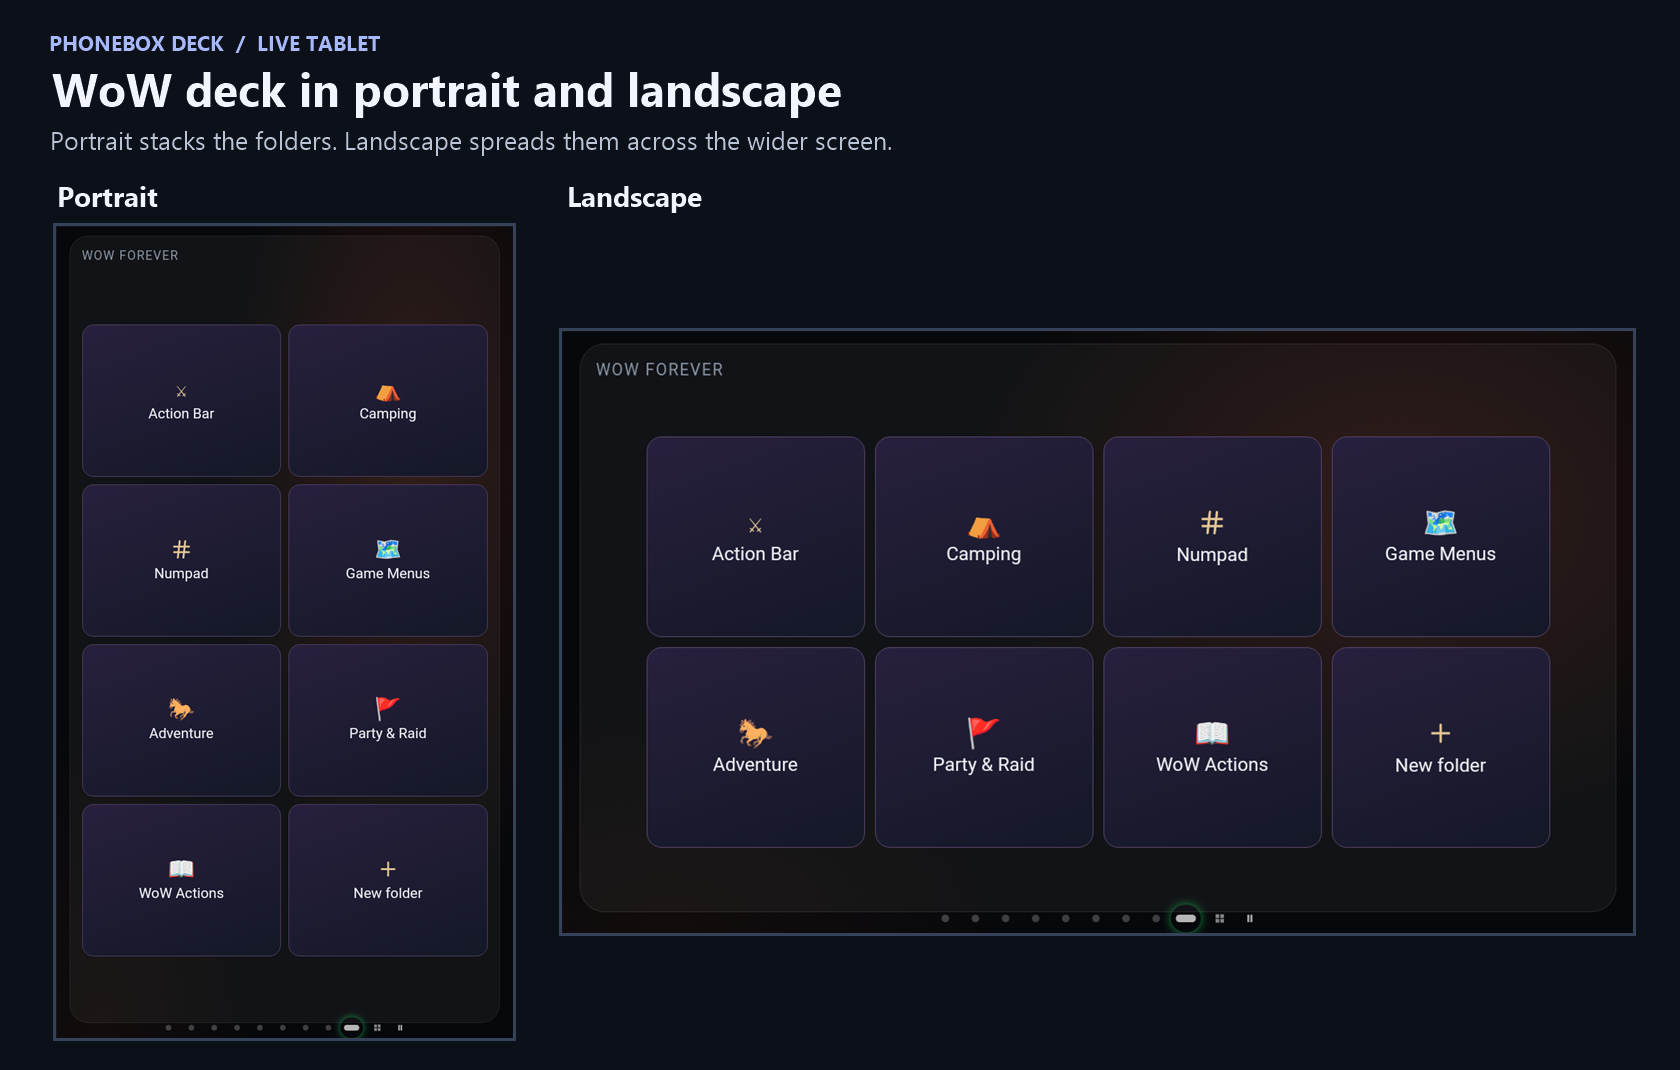 PHONEBOX DECK / LIVE TABLET
WoW deck in portrait and landscape
Portrait stacks the folders. Landscape spreads them across the wider screen.
Portrait
WOW FOREVER
Action Bar
Camping
Numpad
Game Menus
Adventure
Party & Raid
WoW Actions
New folder
Landscape
WOW FOREVER
Action Bar
Camping
Numpad
Game Menus
Adventure
Party & Raid
WoW Actions
New folder